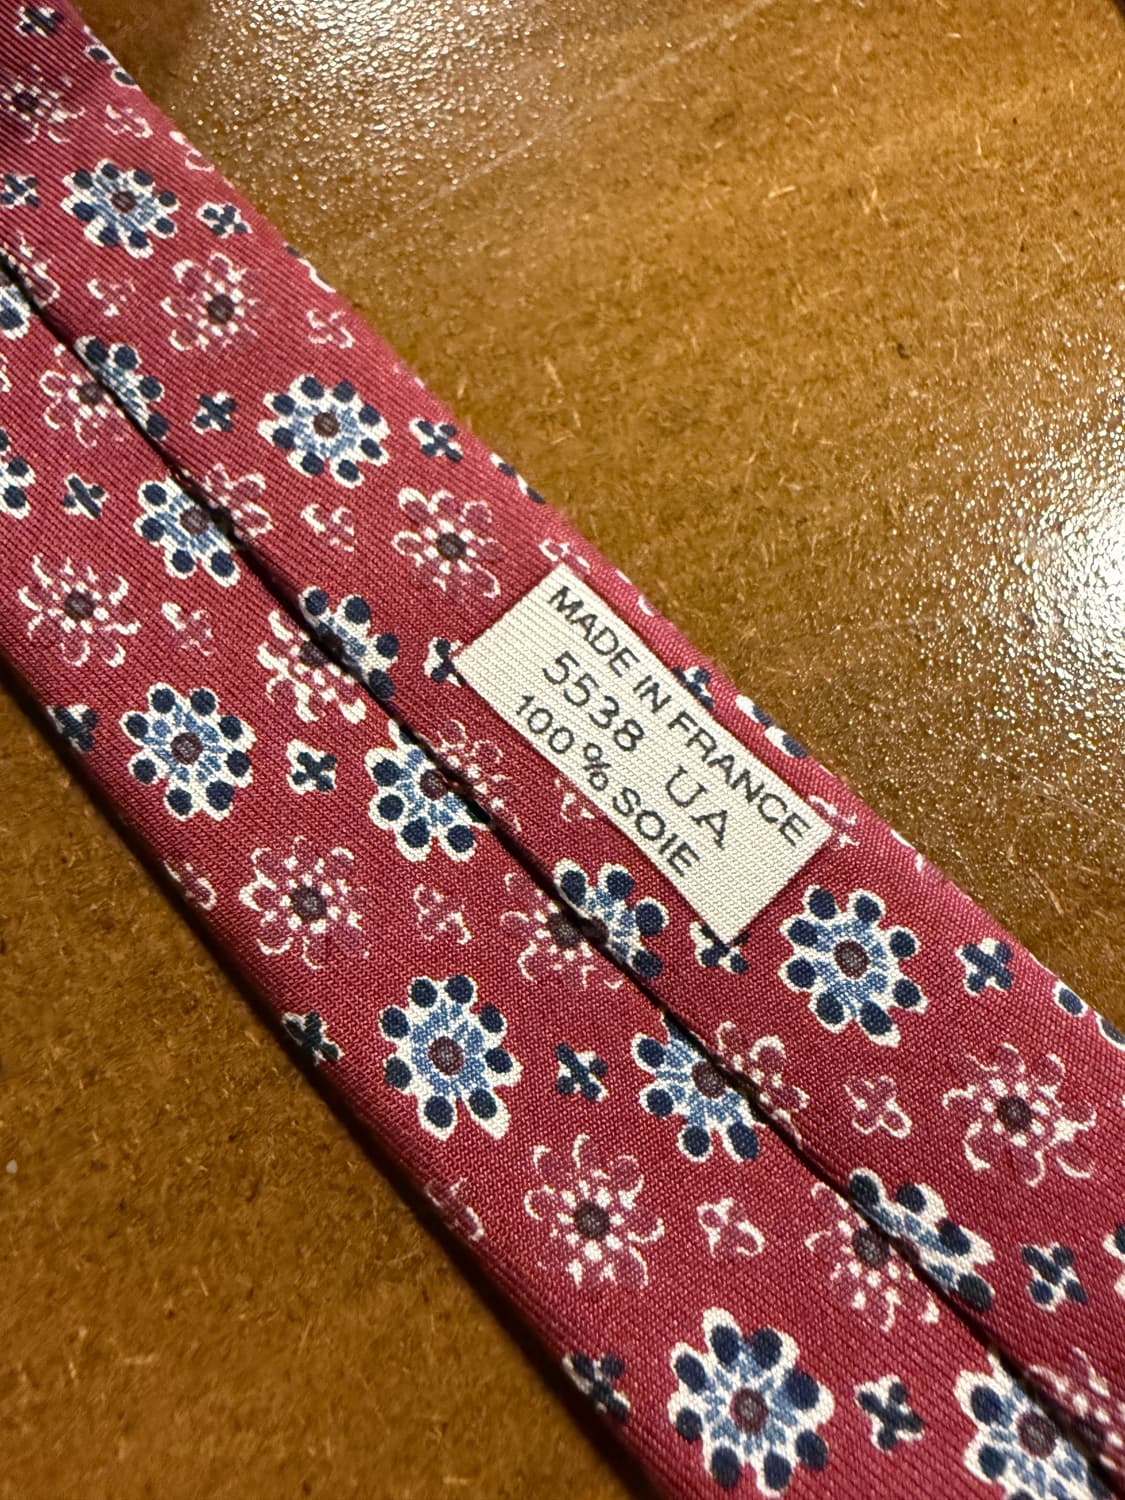 MADE IN FRANCE
5538 UA
100% SOIE